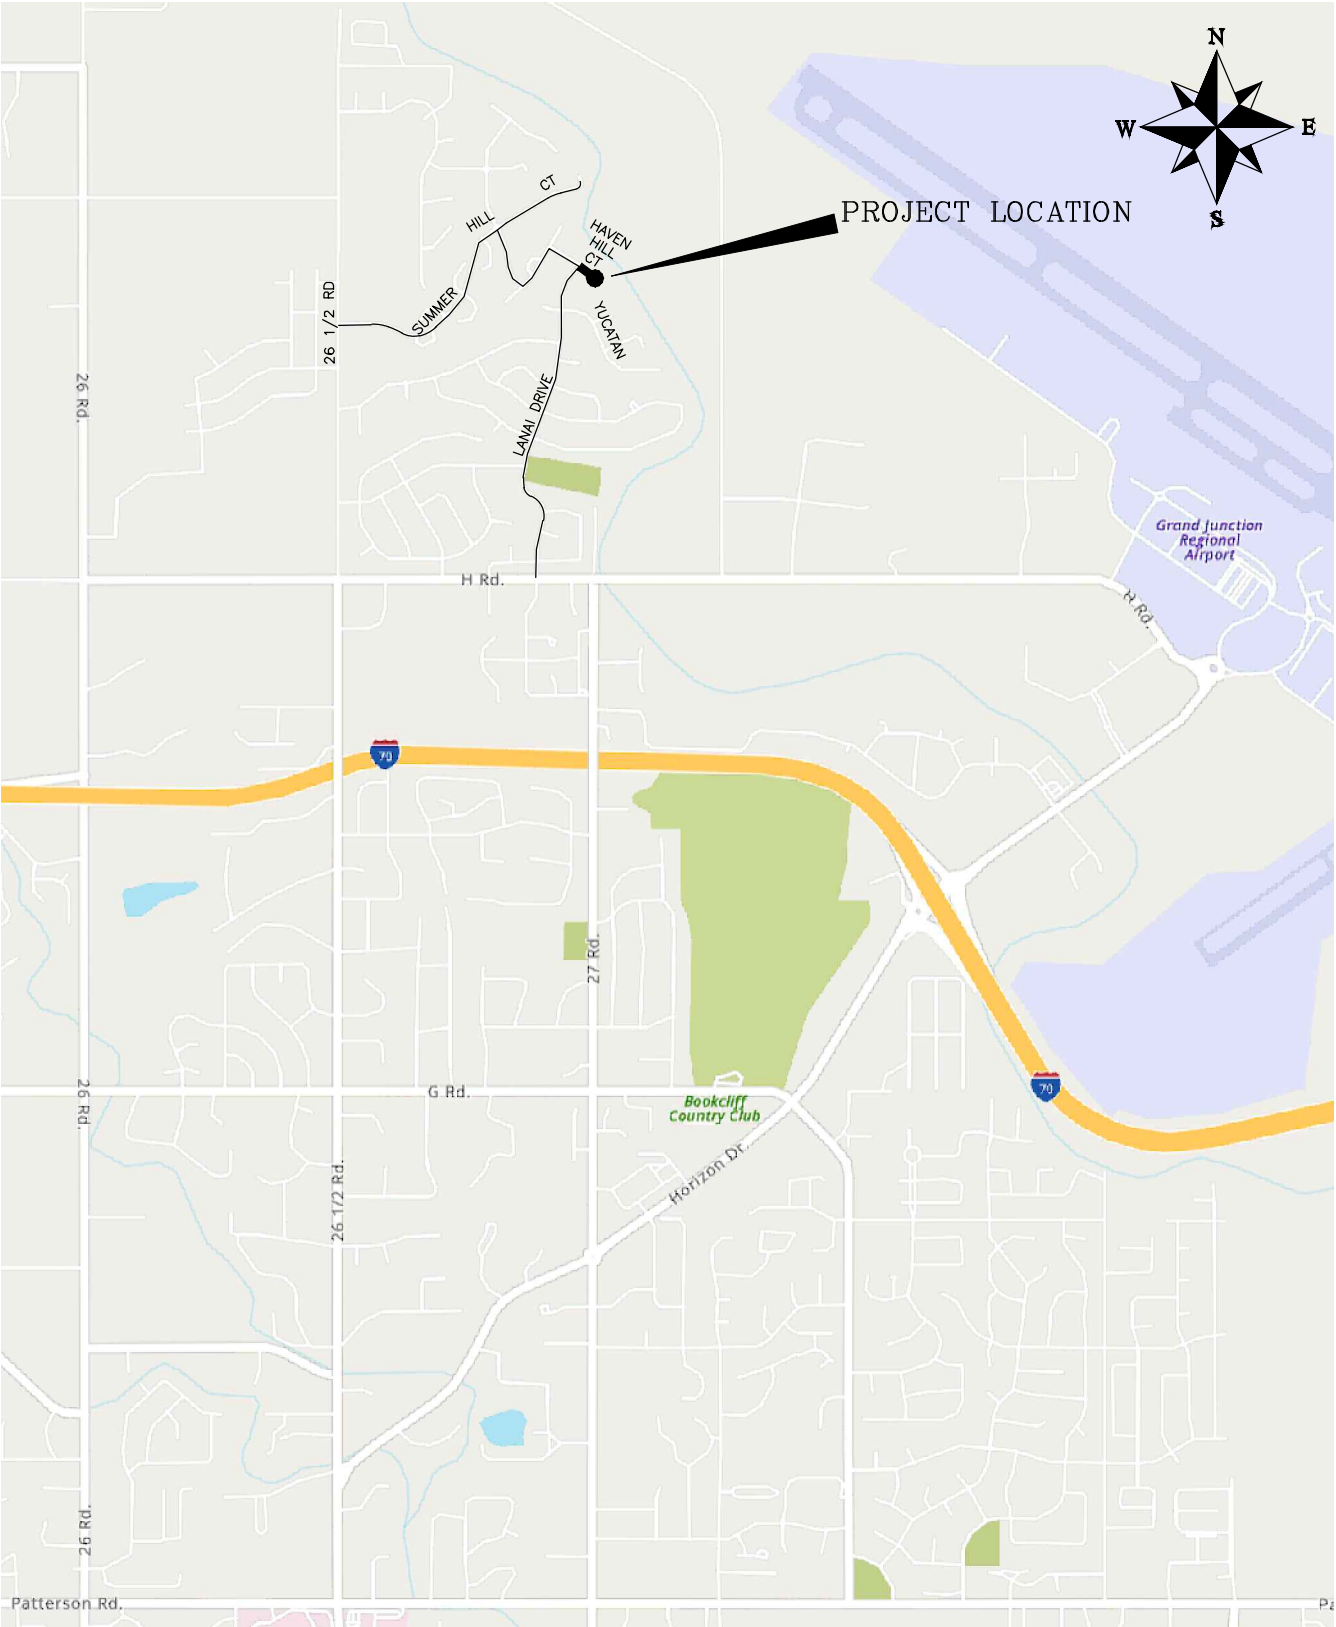 N
W
E
S
PROJECT LOCATION
CT
HILL
HAVEN
HILL
CT
SUMMER
26 1/2 RD
YUCATAN
26 Rd.
LANAI DRIVE
Grand Junction
Regional
Airport
H Rd.
H Rd.
70
27 Rd.
70
26 Rd.
G Rd.
Bookcliff
Country Club
Horizon Dr.
26 1/2 Rd.
26 Rd.
Patterson Rd.
Pa